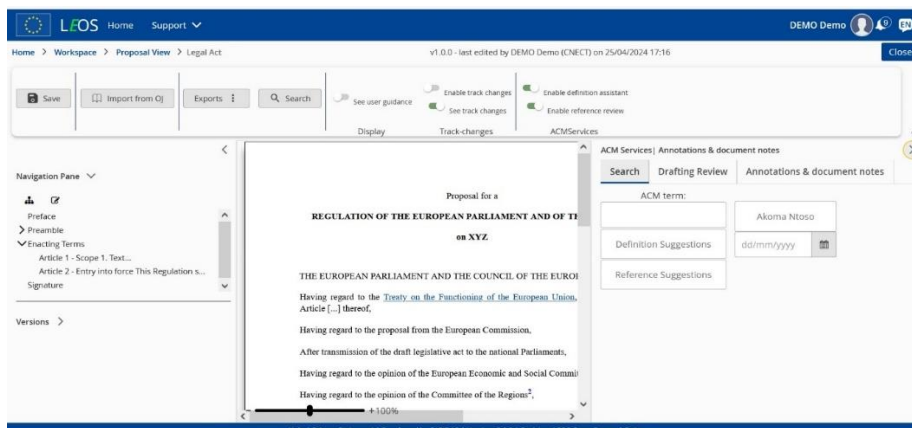 LEOS Home Support DEMO Demo 9 EN
Home > Workspace > Proposal View > Legal Act v1.0.0 - last edited by DEMO Demo (CNECT) on 25/04/2024 17:16 Close
Save Import from OJ Exports Search See user guidance Enable track changes Enable definition assistant
See track changes Enable reference review
Display Track-changes ACMServices
ACM Services| Annotations & document notes
Navigation Pane Search Drafting Review Annotations & document notes
Preface
Preamble
Enacting Terms
Article 1 - Scope 1. Text...
Article 2 - Entry into force This Regulation s...
Signature
Versions
Proposal for a
REGULATION OF THE EUROPEAN PARLIAMENT AND OF
on XYZ
THE EUROPEAN PARLIAMENT AND THE COUNCIL OF THE
Having regard to the Treaty on the Functioning of the European Union,
Article [...] thereof,
Having regard to the proposal from the European Commission,
After transmission of the draft legislative act to the national Parliaments,
Having regard to the opinion of the European Economic and Social
Having regard to the opinion of the Committee of the Regions
+100%
ACM term:
Akoma Ntoso
Definition Suggestions dd/mm/yyyy
Reference Suggestions